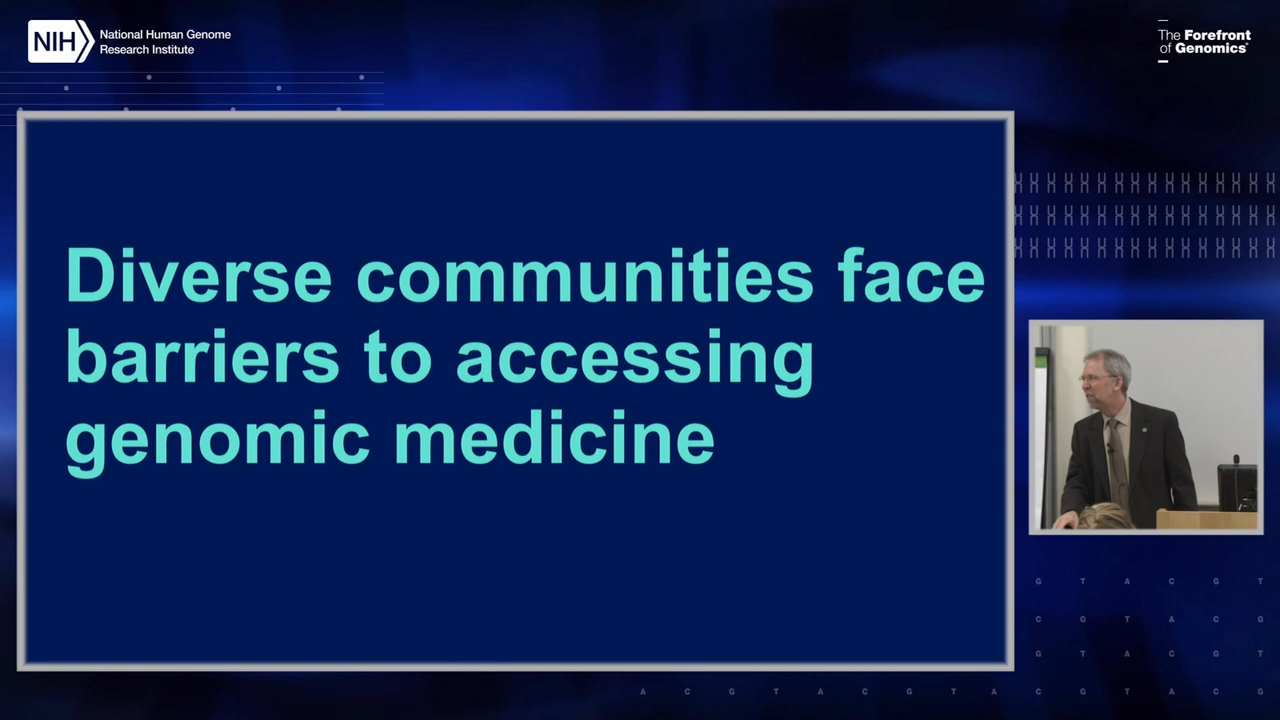 NIH
National Human Genome
Research Institute
The Forefront
of Genomics®
Diverse communities face
barriers to accessing
genomic medicine
G T A C G T
C G T A C G
G T A C G T
A C G T A C G T A C G T A C G